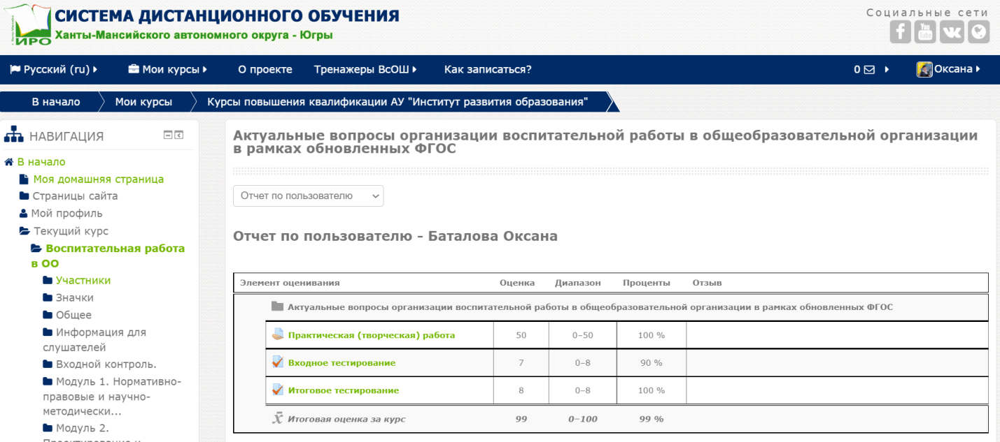 СИСТЕМА ДИСТАНЦИОННОГО ОБУЧЕНИЯ
Ханты-Мансийского автономного округа - Югры
ИРО
Социальные сети
You
Tube
Русский (ru) Мои курсы О проекте Тренажеры ВсОШ Как записаться? 0 Оксана
В начало Мои курсы Курсы повышения квалификации АУ "Институт развития образования"
НАВИГАЦИЯ
В начало
Моя домашняя страница
Страницы сайта
Мой профиль
Текущий курс
Воспитательная работа
в ОО
Участники
Значки
Общее
Информация для
слушателей
Входной контроль.
Модуль 1. Нормативно-
правовые и научно-
методически...
Модуль 2.
Актуальные вопросы организации воспитательной работы в общеобразовательной организации
в рамках обновленных ФГОС
Отчет по пользователю
Отчет по пользователю - Баталова Оксана
Элемент оценивания Оценка Диапазон Проценты Отзыв
Актуальные вопросы организации воспитательной работы в общеобразовательной организации в рамках обновленных ФГОС
Практическая (творческая) работа 50 0–50 100 %
Входное тестирование 7 0–8 90 %
Итоговое тестирование 8 0–8 100 %
Итоговая оценка за курс 99 0–100 99 %